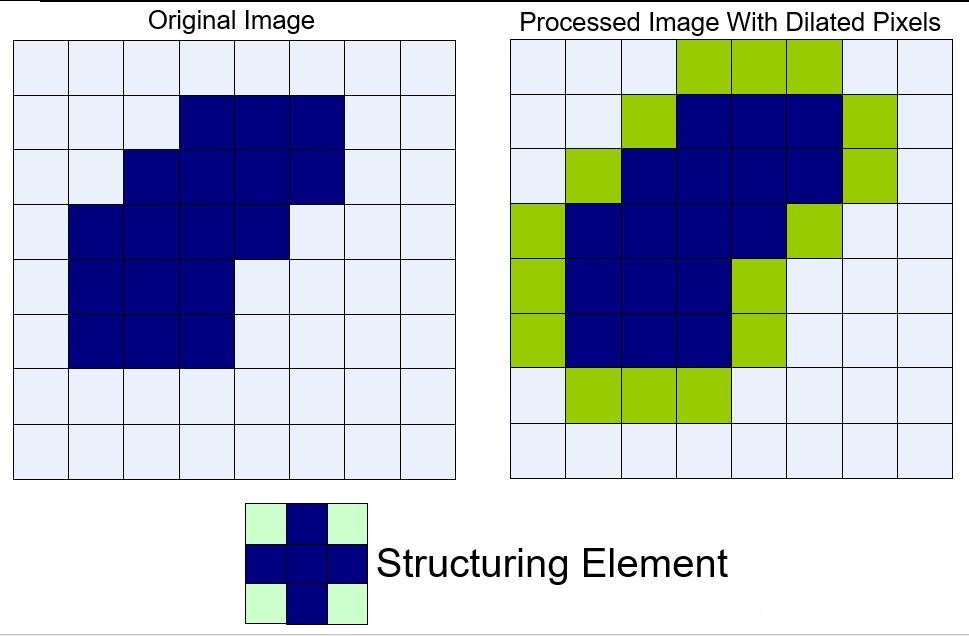 Original Image
Processed Image With Dilated Pixels
Structuring Element